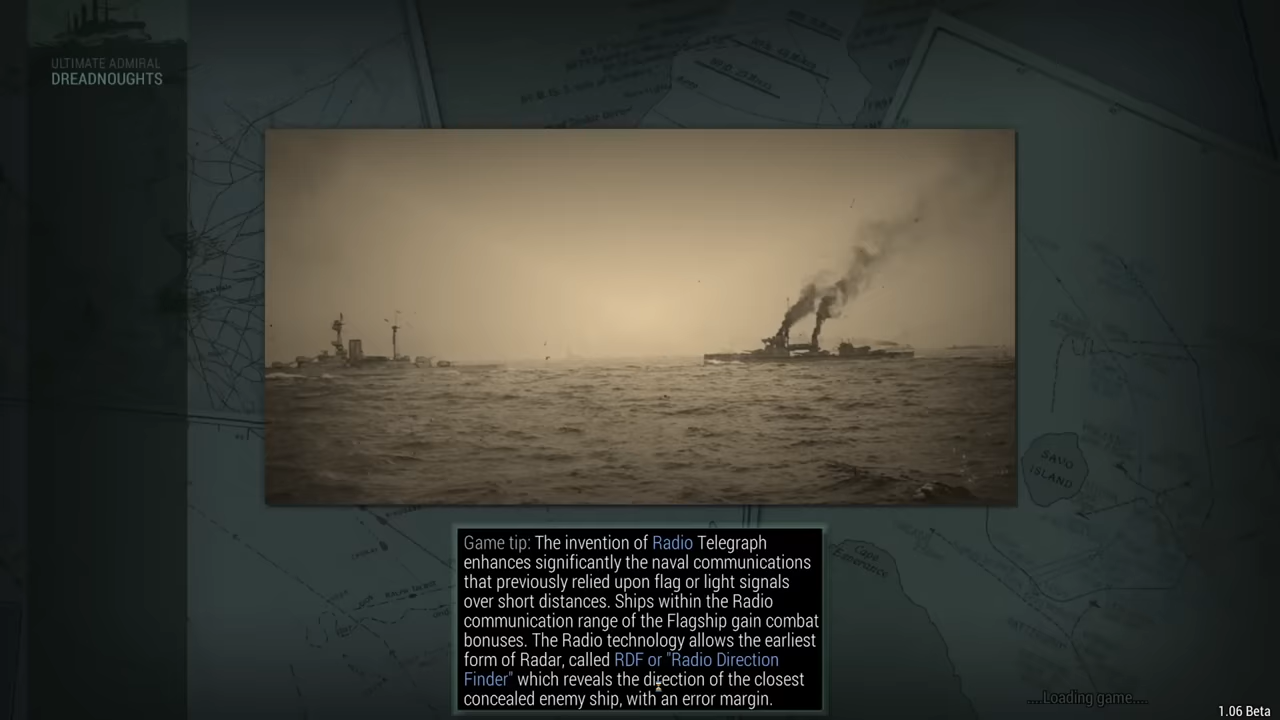 ULTIMATE ADMIRAL
DREADNOUGHTS
SAVO
ISLAND
Cape
Esperance
Game tip: The invention of Radio Telegraph
enhances significantly the naval communications
that previously relied upon flag or light signals
over short distances. Ships within the Radio
communication range of the Flagship gain combat
bonuses. The Radio technology allows the earliest
form of Radar, called RDF or "Radio Direction
Finder" which reveals the direction of the closest
concealed enemy ship, with an error margin.
....Loading game....
1.06 Beta